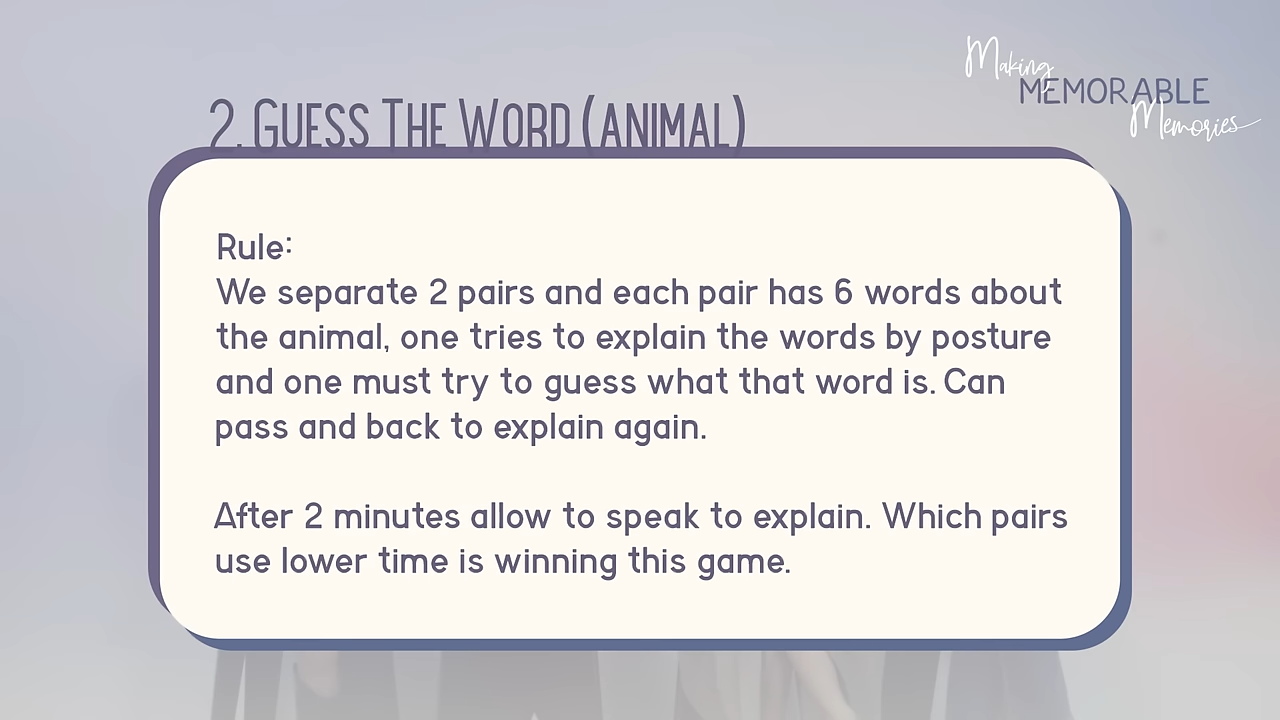 Making
MEMORABLE
Memories
2. GUESS THE WORD (ANIMAL)
Rule:
We separate 2 pairs and each pair has 6 words about
the animal, one tries to explain the words by posture
and one must try to guess what that word is. Can
pass and back to explain again.
After 2 minutes allow to speak to explain. Which pairs
use lower time is winning this game.